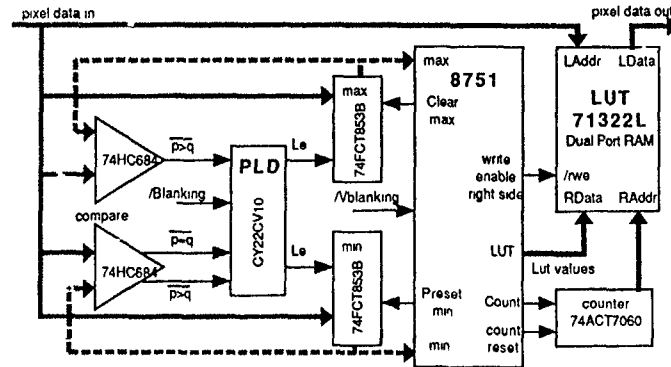 pixel data in
pixel data out
max
8751
LAddr LData
max
Clear
max
LUT
71322L
Dual Port RAM
74FCT853B
74HC684
p>q
Le
PLD
write
enable
right side
/rwe
/Blanking
/Vblanking
RData RAddr
compare
CY22CV10
p=q
74HC684
p>q
Le
min
74FCT853B
LUT
Lut values
Preset
min
Count
counter
74ACT7060
count
reset
min